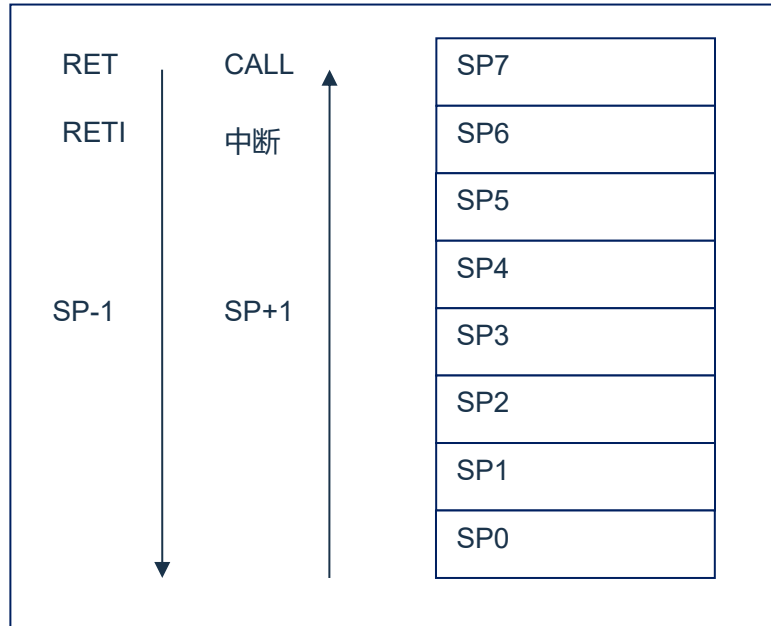 RET CALL SP7
RETI 中断 SP6
SP5
SP4
SP-1 SP+1 SP3
SP2
SP1
SP0